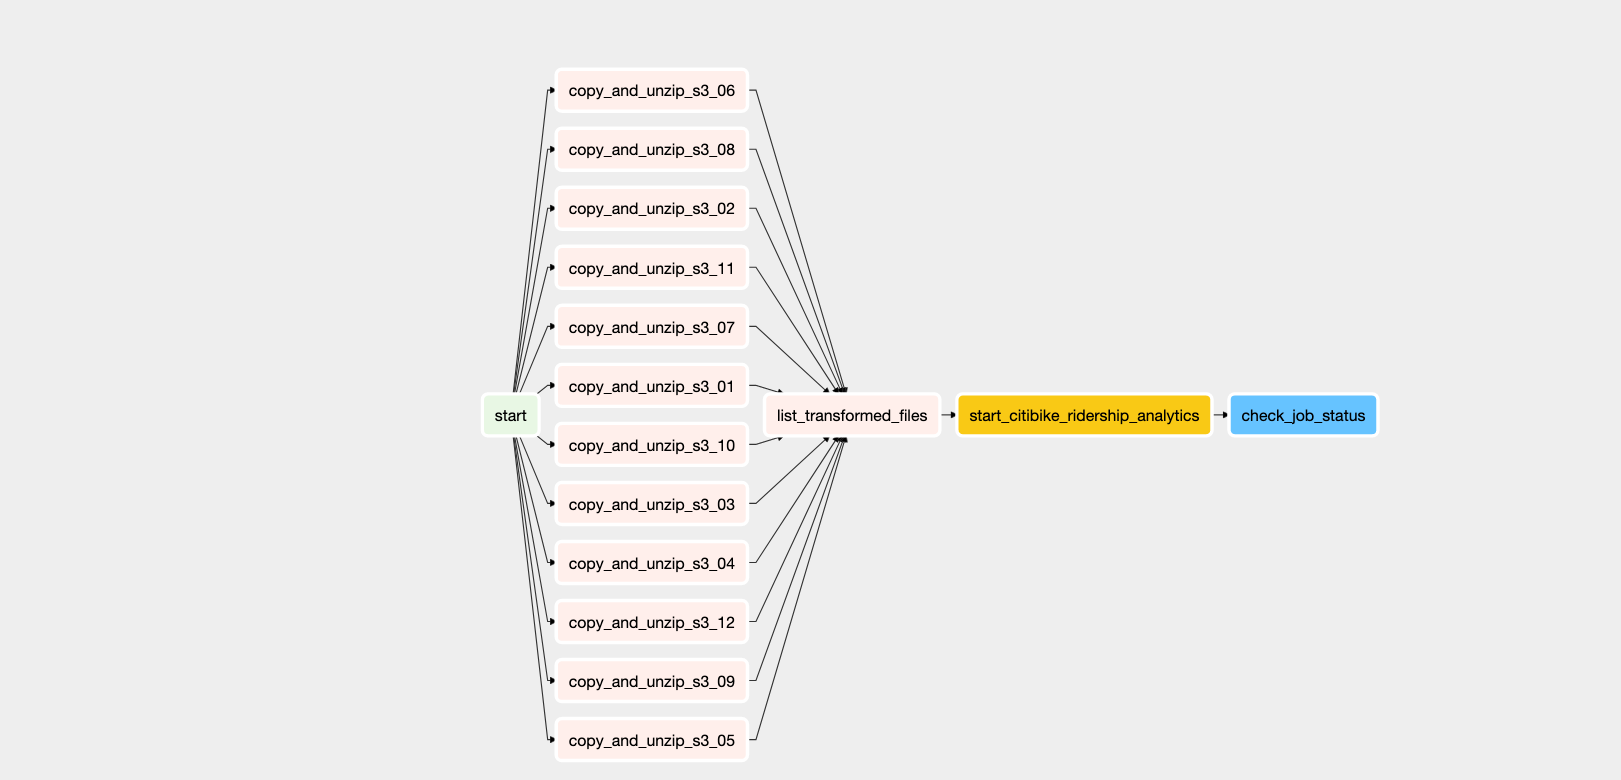 copy_and_unzip_s3_06
copy_and_unzip_s3_08
copy_and_unzip_s3_02
copy_and_unzip_s3_11
copy_and_unzip_s3_07
copy_and_unzip_s3_01
start
list_transformed_files
start_citibike_ridership_analytics
check_job_status
copy_and_unzip_s3_10
copy_and_unzip_s3_03
copy_and_unzip_s3_04
copy_and_unzip_s3_12
copy_and_unzip_s3_09
copy_and_unzip_s3_05